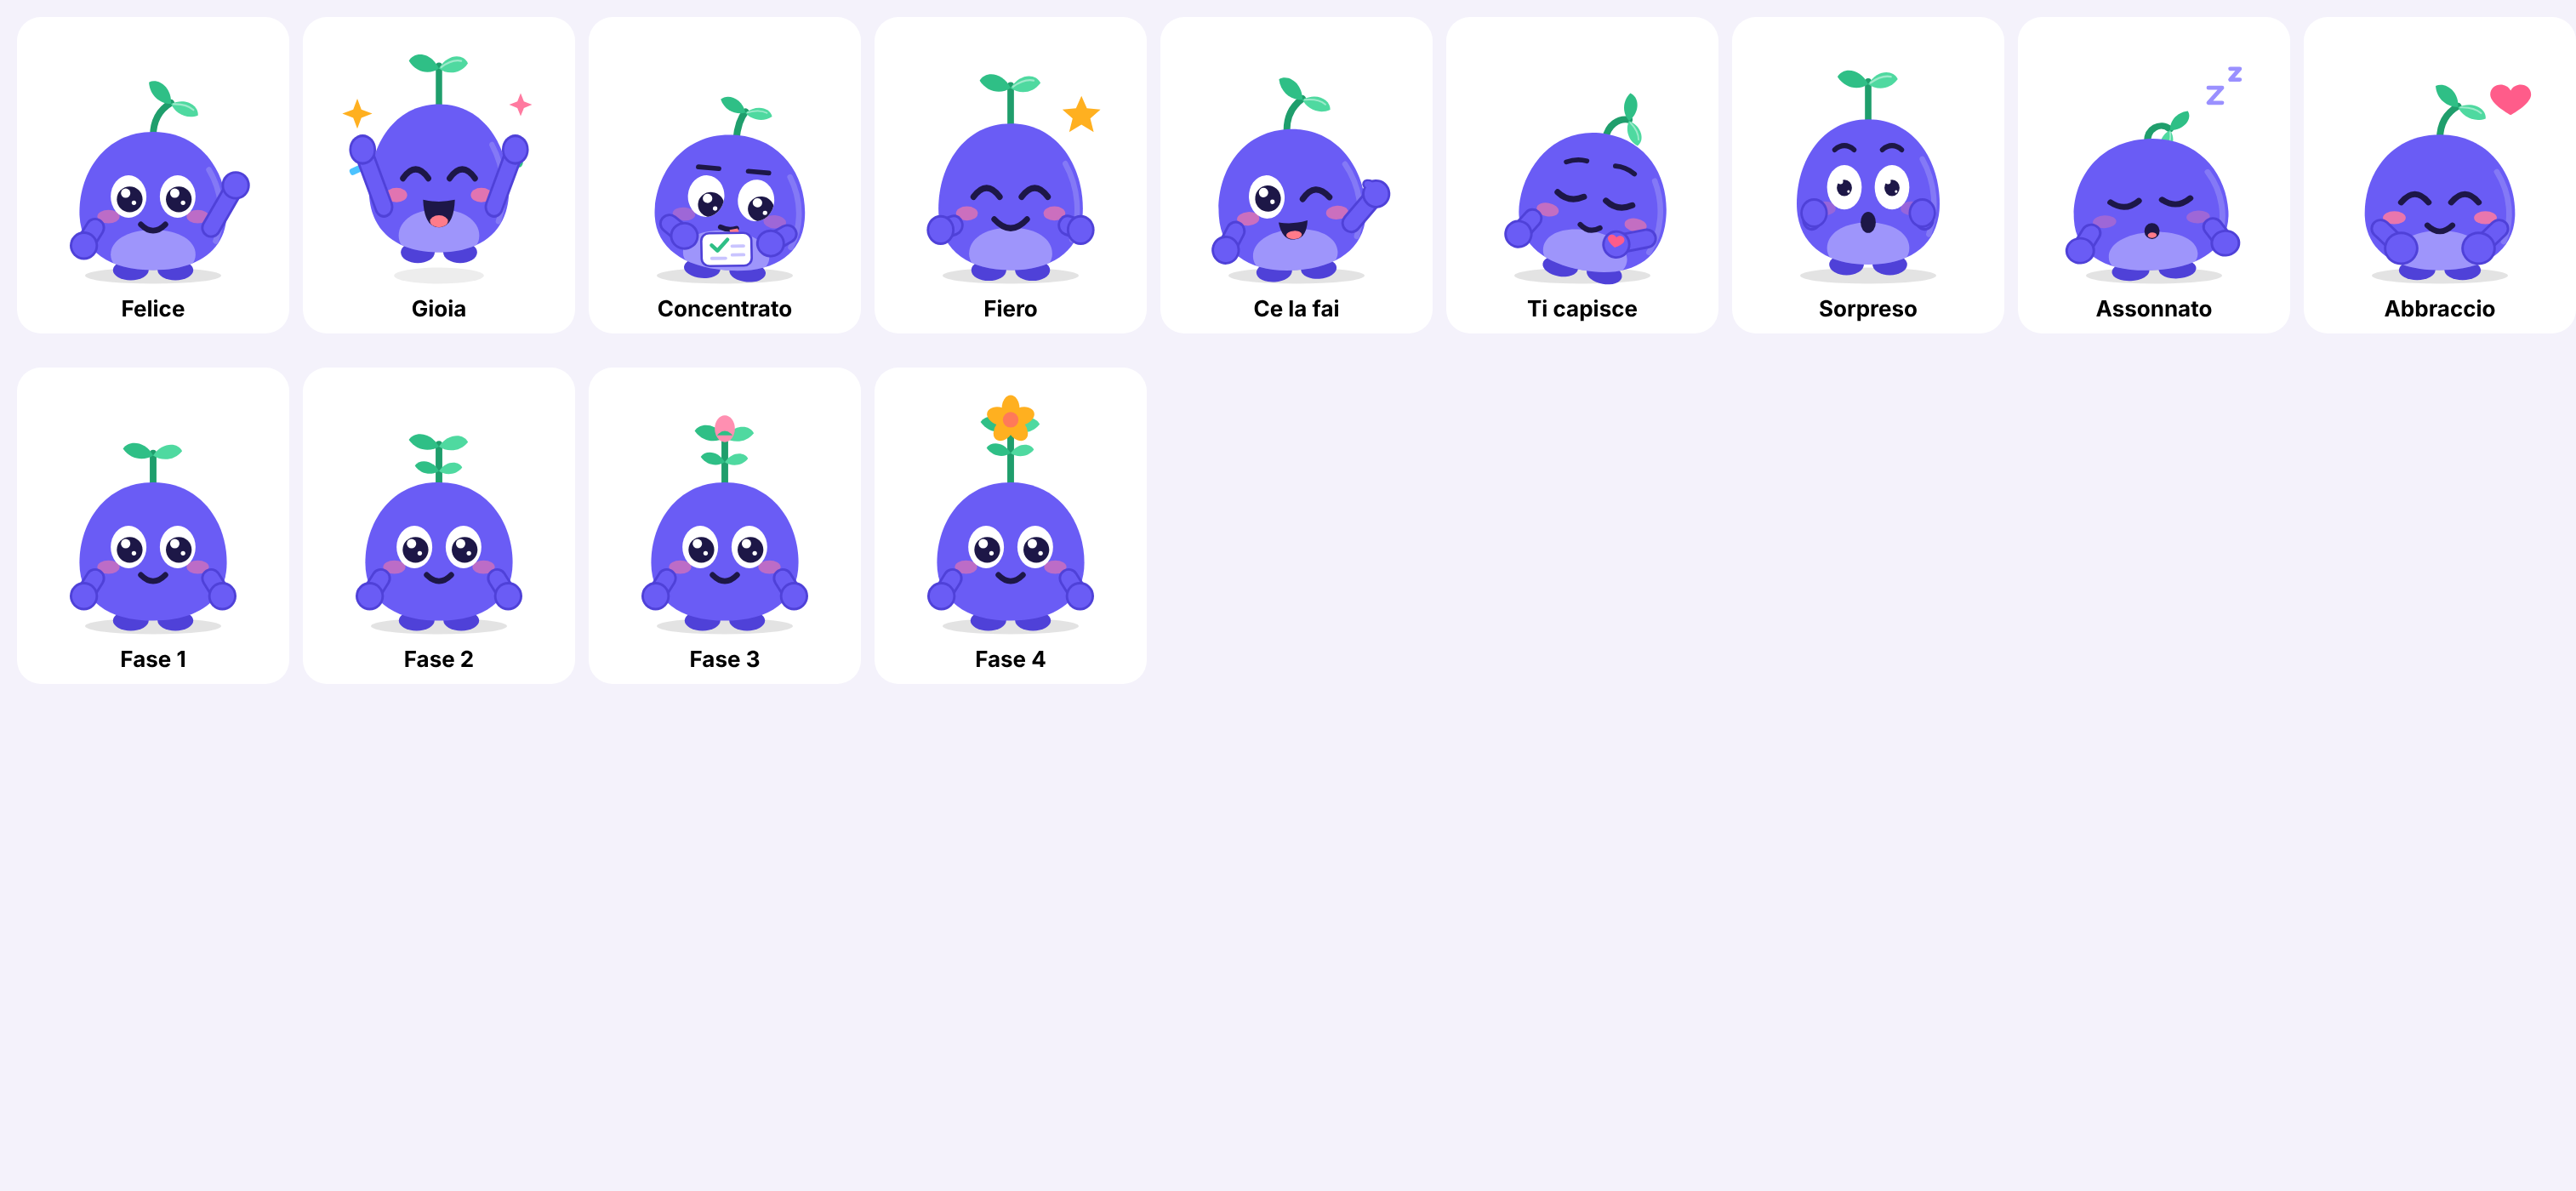 Felice
Gioia
Concentrato
Fiero
Ce la fai
Ti capisce
Sorpreso
z
z
Assonnato
Abbraccio
Fase 1
Fase 2
Fase 3
Fase 4